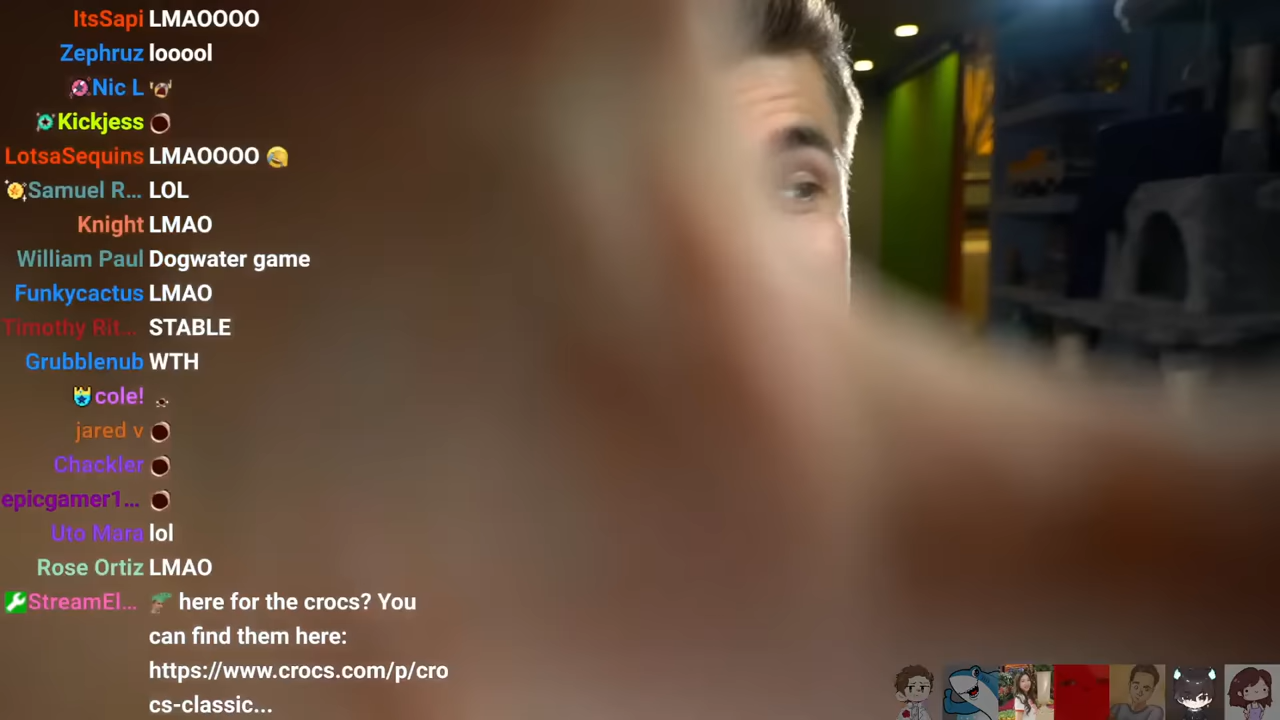 ItsSapi LMAOOOO
Zephruz looool
Nic L
Kickjess
LotsaSequins LMAOOOO
Samuel R... LOL
Knight LMAO
William Paul Dogwater game
Funkycactus LMAO
Timothy Rit... STABLE
Grubblenub WTH
cole!
jared v
Chackler
epicgamer1...
Uto Mara lol
Rose Ortiz LMAO
StreamEl... here for the crocs? You
can find them here:
https://www.crocs.com/p/cro
cs-classic...